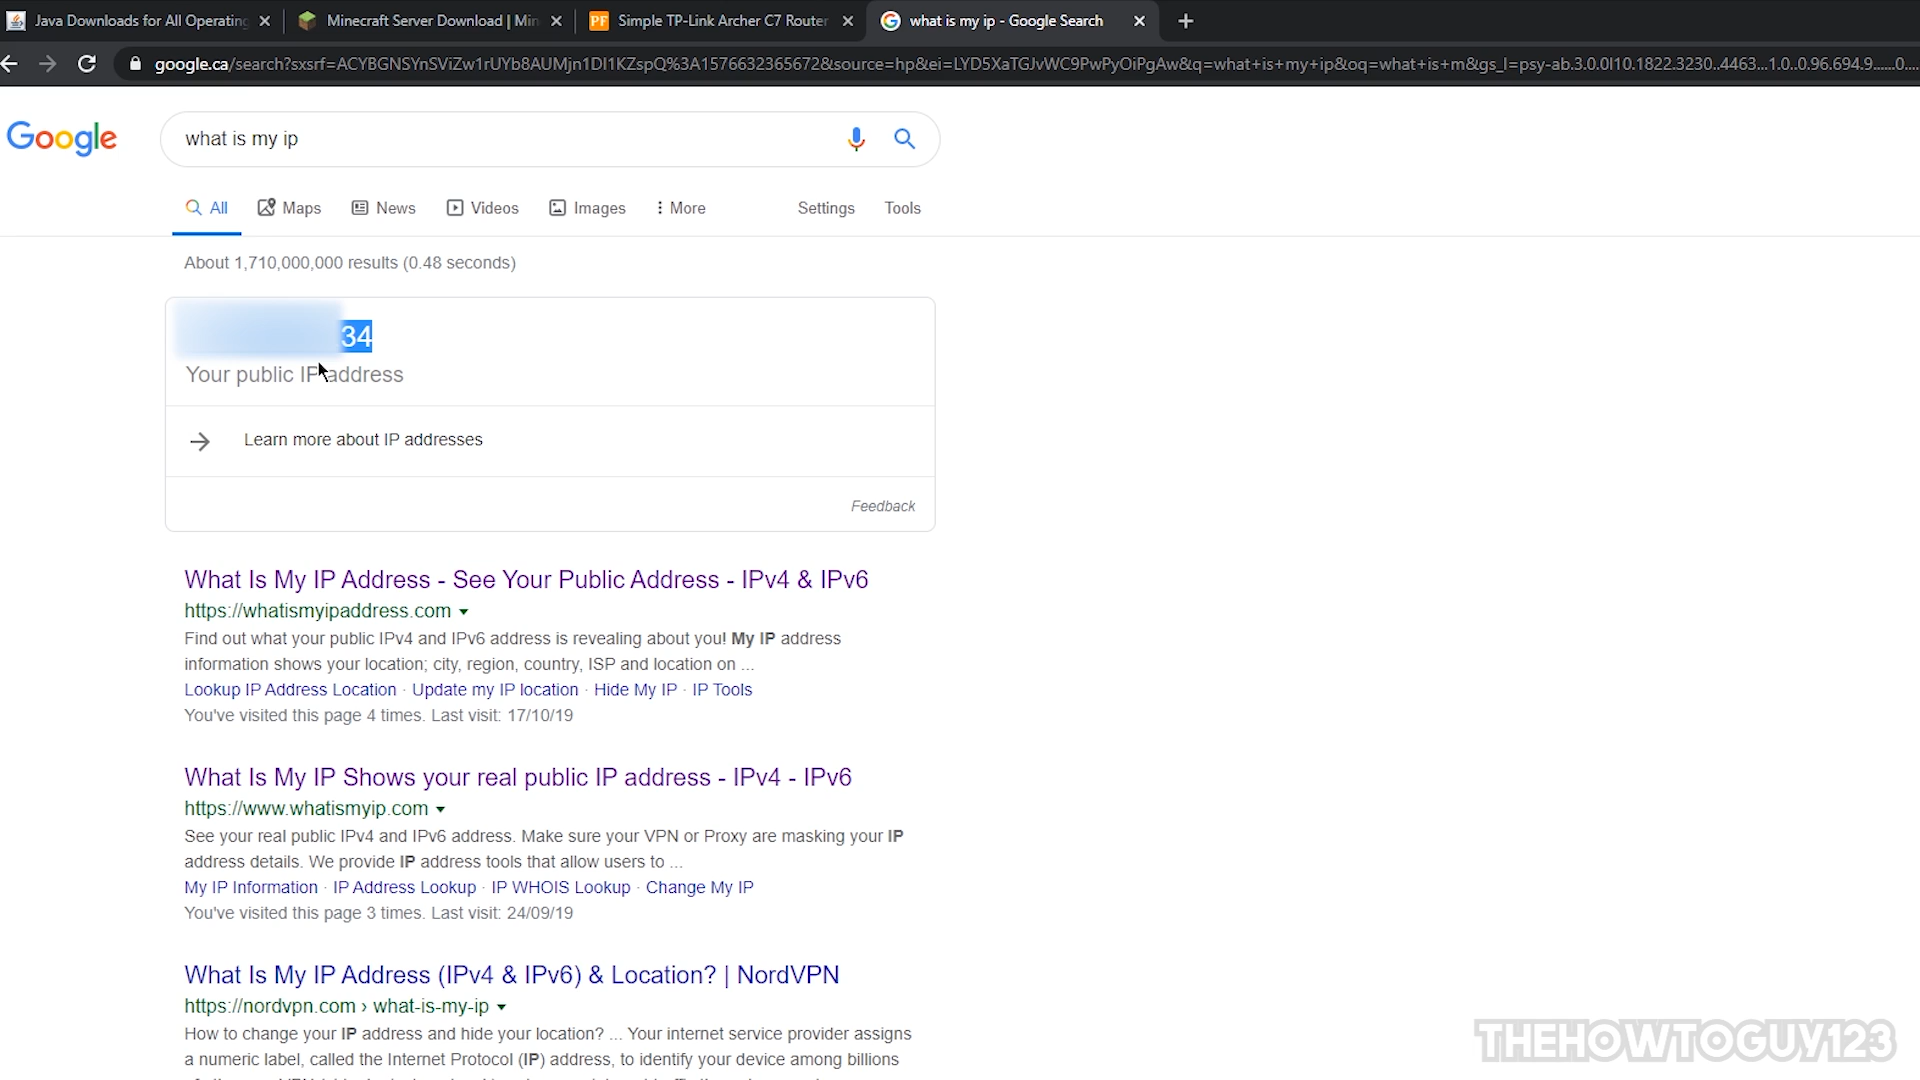 Java Downloads for All Operating
Minecraft Server Download | Min
PF Simple TP-Link Archer C7 Router
what is my ip - Google Search
google.ca/search?sxsrf=ACYBGNSYnSViZw1rUYb8AUMjn1DI1KZspQ%3A1576632365672&source=hp&ei=LYD5XaTGJvWC9PwPyOiPgAw&q=what+is+my+ip&oq=what+is+m&gs_l=psy-ab.3.0.0l10.1822.3230..4463...1.0..0.96.694.9......0....
Google
what is my ip
All Maps News Videos Images More Settings Tools
About 1,710,000,000 results (0.48 seconds)
34
Your public IP address
Learn more about IP addresses
Feedback
What Is My IP Address - See Your Public Address - IPv4 & IPv6
https://whatismyipaddress.com
Find out what your public IPv4 and IPv6 address is revealing about you! My IP address
information shows your location; city, region, country, ISP and location on ...
Lookup IP Address Location · Update my IP location · Hide My IP · IP Tools
You've visited this page 4 times. Last visit: 17/10/19
What Is My IP Shows your real public IP address - IPv4 - IPv6
https://www.whatismyip.com
See your real public IPv4 and IPv6 address. Make sure your VPN or Proxy are masking your IP
address details. We provide IP address tools that allow users to ...
My IP Information · IP Address Lookup · IP WHOIS Lookup · Change My IP
You've visited this page 3 times. Last visit: 24/09/19
What Is My IP Address (IPv4 & IPv6) & Location? | NordVPN
https://nordvpn.com › what-is-my-ip
How to change your IP address and hide your location? ... Your internet service provider assigns
a numeric label, called the Internet Protocol (IP) address, to identify your device among billions
THEHOWTOGUY123